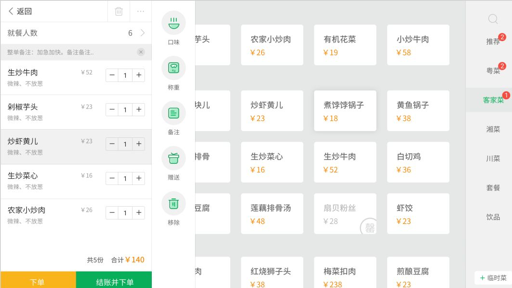 返回
就餐人数 6
整单备注：加急加快。备注备注..
生炒牛肉 ￥52 1
微辣，不放葱
剁椒芋头 ￥23 1
微辣，不放葱
炒虾黄儿 ￥23 1
微辣，不放葱
生炒菜心 ￥16 1
微辣，不放葱
农家小炒肉 ￥26 1
微辣，不放葱
共5份 合计￥140
下单 结账并下单
口味
称重
备注
赠送
移除
芋头 农家小炒肉 有机花菜 小炒牛肉
￥26 ￥19 ￥58
块儿 炒虾黄儿 煮饽饽锅子 黄鱼锅子
￥23 ￥18 ￥38
排骨 生炒菜心 生炒牛肉 白切鸡
￥16 ￥52 ￥36
豆腐 莲藕排骨汤 扇贝粉丝 虾饺
￥48 ￥28 ￥23
肉 红烧狮子头 梅菜扣肉 煎酿豆腐
￥38 ￥238 ￥23
推荐 2
粤菜 2
客家菜 1
湘菜
川菜
套餐
饮品
+ 临时菜